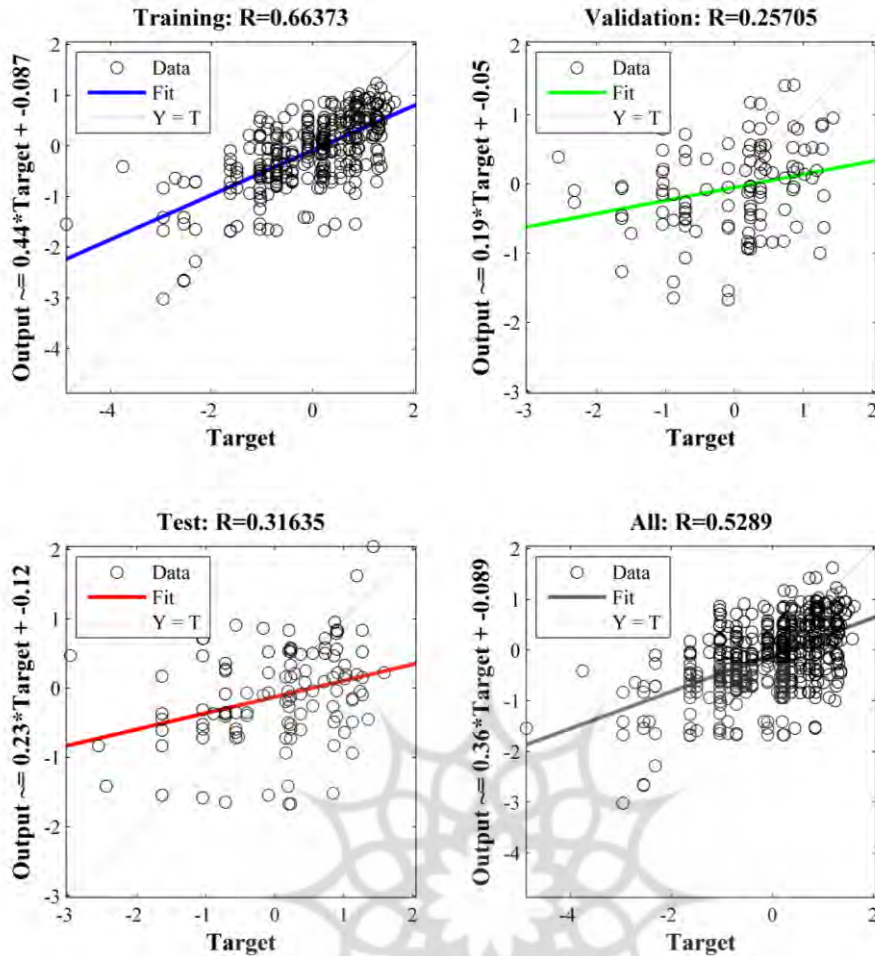 Training: R=0.66373
Output ~= 0.44*Target + -0.087
2
1
0
-1
-2
-3
-4
Data
Fit
Y = T
-4
-2
0
2
Target
Validation: R=0.25705
Output ~= 0.19*Target + -0.05
2
1
0
-1
-2
-3
Data
Fit
Y = T
-3
-2
-1
0
1
2
Target
Test: R=0.31635
Output ~= 0.23*Target + -0.12
2
1
0
-1
-2
-3
Data
Fit
Y = T
-3
-2
-1
0
1
2
Target
All: R=0.5289
Output ~= 0.36*Target + -0.089
2
1
0
-1
-2
-3
-4
Data
Fit
Y = T
-4
-2
0
2
Target